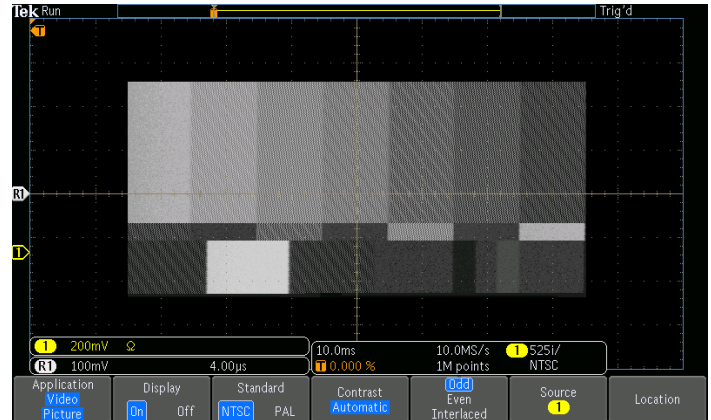 Tek Run Trig'd
T
R1
1
1 200mV Ω
R1 100mV 4.00µs
10.0ms 10.0MS/s 1 525i/
T 0.000 % 1M points NTSC
Application Display Standard Contrast Odd Source Location
Video Automatic Even 1
Picture On Off NTSC PAL Interlaced